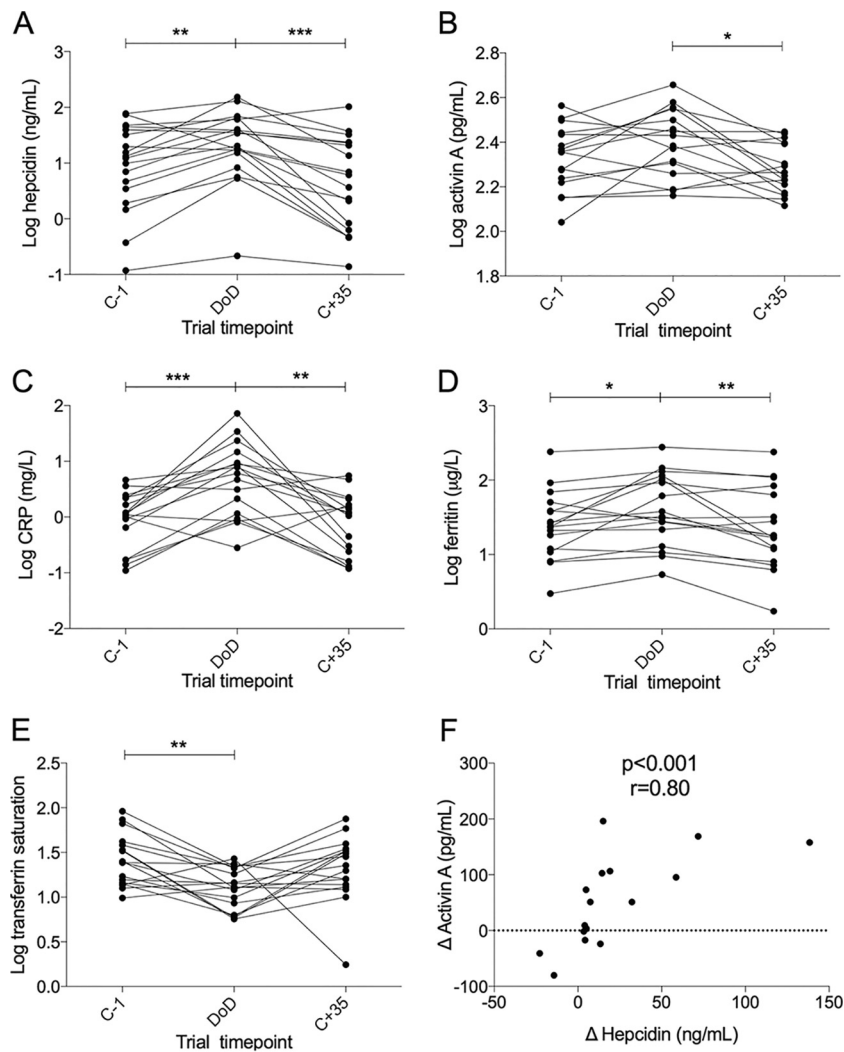 A
** ***
Log hepcidin (ng/mL)
3
2
1
0
-1
C-1 DoD C+35
Trial timepoint
B
*
Log activin A (pg/mL)
2.8
2.6
2.4
2.2
2.0
1.8
C-1 DoD C+35
Trial timepoint
C
*** **
Log CRP (mg/L)
2
1
0
-1
-2
C-1 DoD C+35
Trial timepoint
D
* **
Log ferritin (µg/L)
3
2
1
0
C-1 DoD C+35
Trial timepoint
E
**
Log transferrin saturation
2.5
2.0
1.5
1.0
0.5
0.0
C-1 DoD C+35
Trial timepoint
F
p<0.001
r=0.80
Δ Activin A (pg/mL)
300
200
100
0
-100
-50 0 50 100 150
Δ Hepcidin (ng/mL)